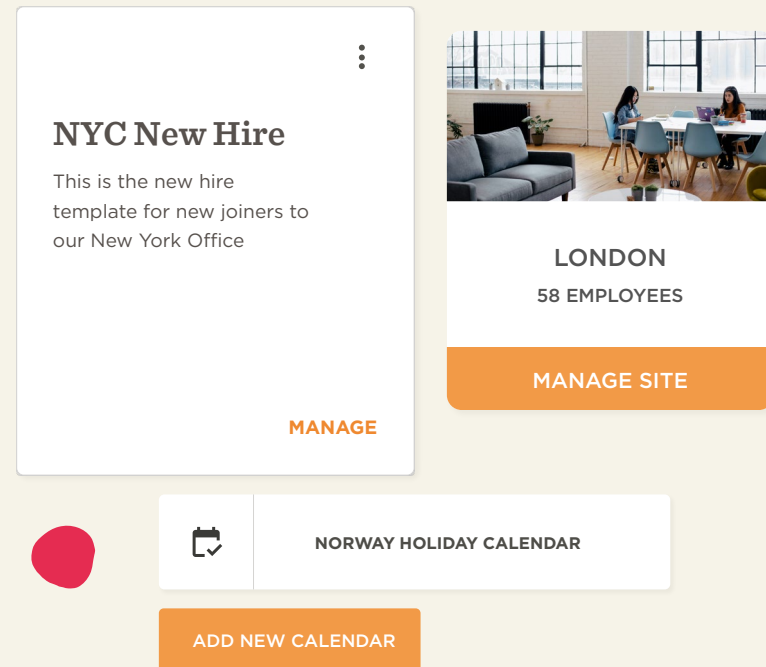 NYC New Hire
This is the new hire
template for new joiners to
our New York Office
MANAGE
LONDON
58 EMPLOYEES
MANAGE SITE
NORWAY HOLIDAY CALENDAR
ADD NEW CALENDAR